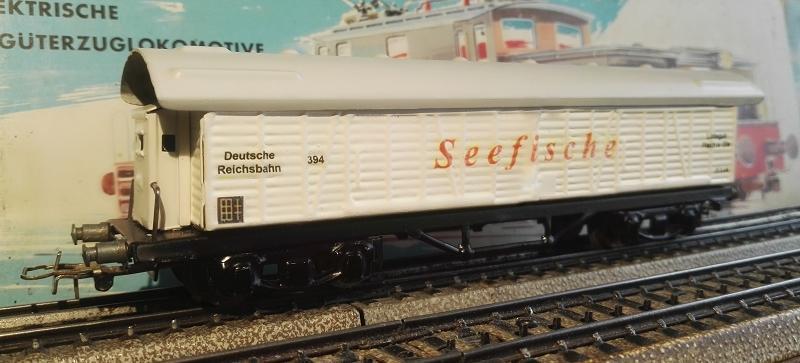 EKTRISCHE
GÜTERZUGLOKOMOTIVE
Deutsche
Reichsbahn
394
Seefische